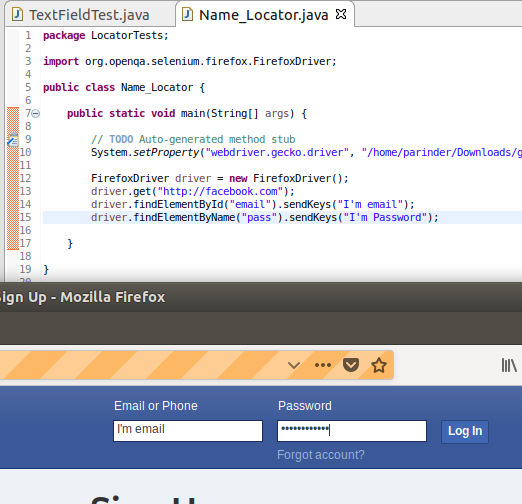 TextFieldTest.java Name_Locator.java
1 package LocatorTests;
2
3 import org.openqa.selenium.firefox.FirefoxDriver;
4
5 public class Name_Locator {
6
7 public static void main(String[] args) {
8
9 // TODO Auto-generated method stub
10 System.setProperty("webdriver.gecko.driver", "/home/parinder/Downloads/g
11
12 FirefoxDriver driver = new FirefoxDriver();
13 driver.get("http://facebook.com");
14 driver.findElementById("email").sendKeys("I'm email");
15 driver.findElementByName("pass").sendKeys("I'm Password");
16
17 }
18
19 }
Sign Up - Mozilla Firefox
Email or Phone Password
I'm email •••••••••••• Log In
Forgot account?